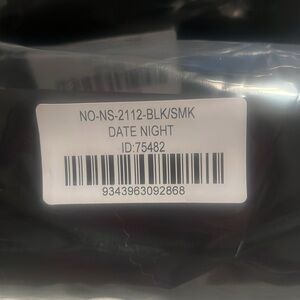 NO-NS-2112-BLK/SMK
DATE NIGHT
ID:75482
9343963092868